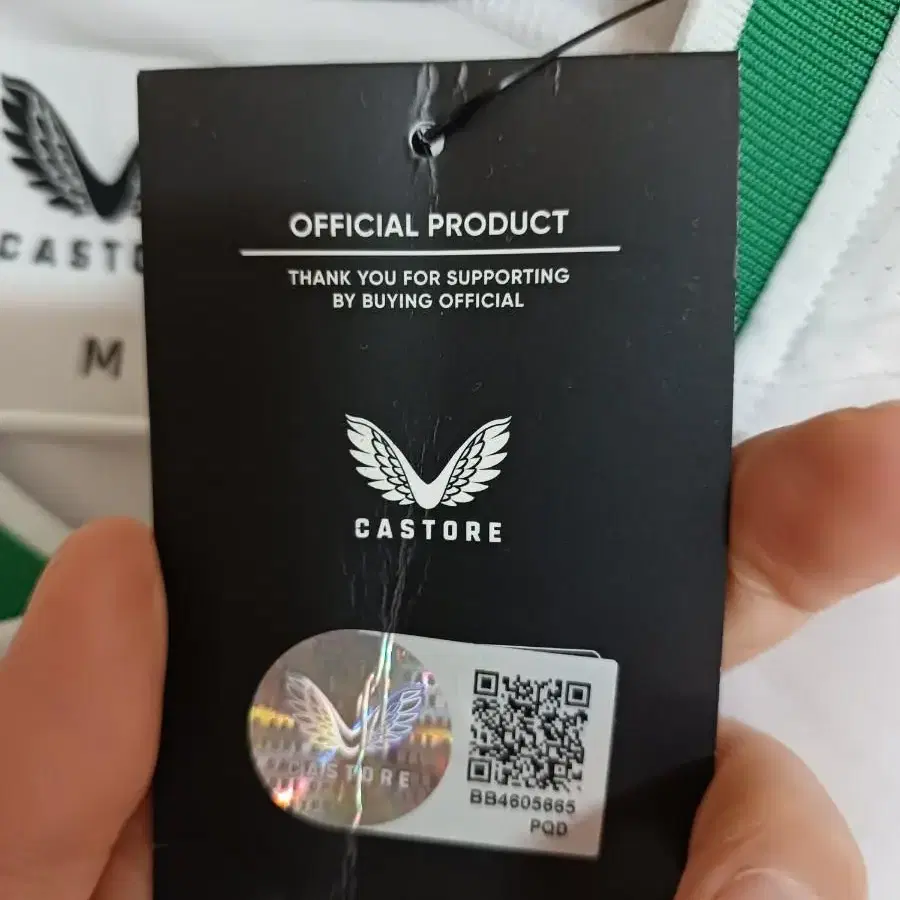 CASTO
M
OFFICIAL PRODUCT
THANK YOU FOR SUPPORTING
BY BUYING OFFICIAL
CASTORE
CASTORE
BB4605665
PQD